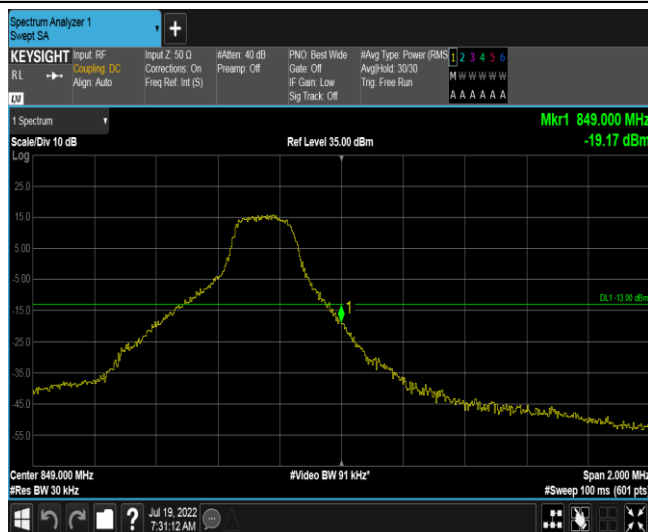 Spectrum Analyzer 1
Swept SA
KEYSIGHT
RL
LXI
Input: RF
Coupling: DC
Align: Auto
Input Z: 50 Ω
Corrections: On
Freq Ref: Int (S)
#Atten: 40 dB
Preamp: Off
PNO: Best Wide
Gate: Off
IF Gain: Low
Sig Track: Off
#Avg Type: Power (RMS
Avg|Hold: 30/30
Trig: Free Run
1 2 3 4 5 6
M W W W W W
A A A A A A
1 Spectrum
Scale/Div 10 dB
Ref Level 35.00 dBm
Mkr1 849.000 MHz
-19.17 dBm
Log
25.0
15.0
5.00
-5.00
DL1 -13.00 dBm
-15.0
1
-25.0
-35.0
-45.0
-55.0
Center 849.000 MHz
#Video BW 91 kHz*
Span 2.000 MHz
#Res BW 30 kHz
#Sweep 100 ms (601 pts)
Jul 19, 2022
7:31:12 AM